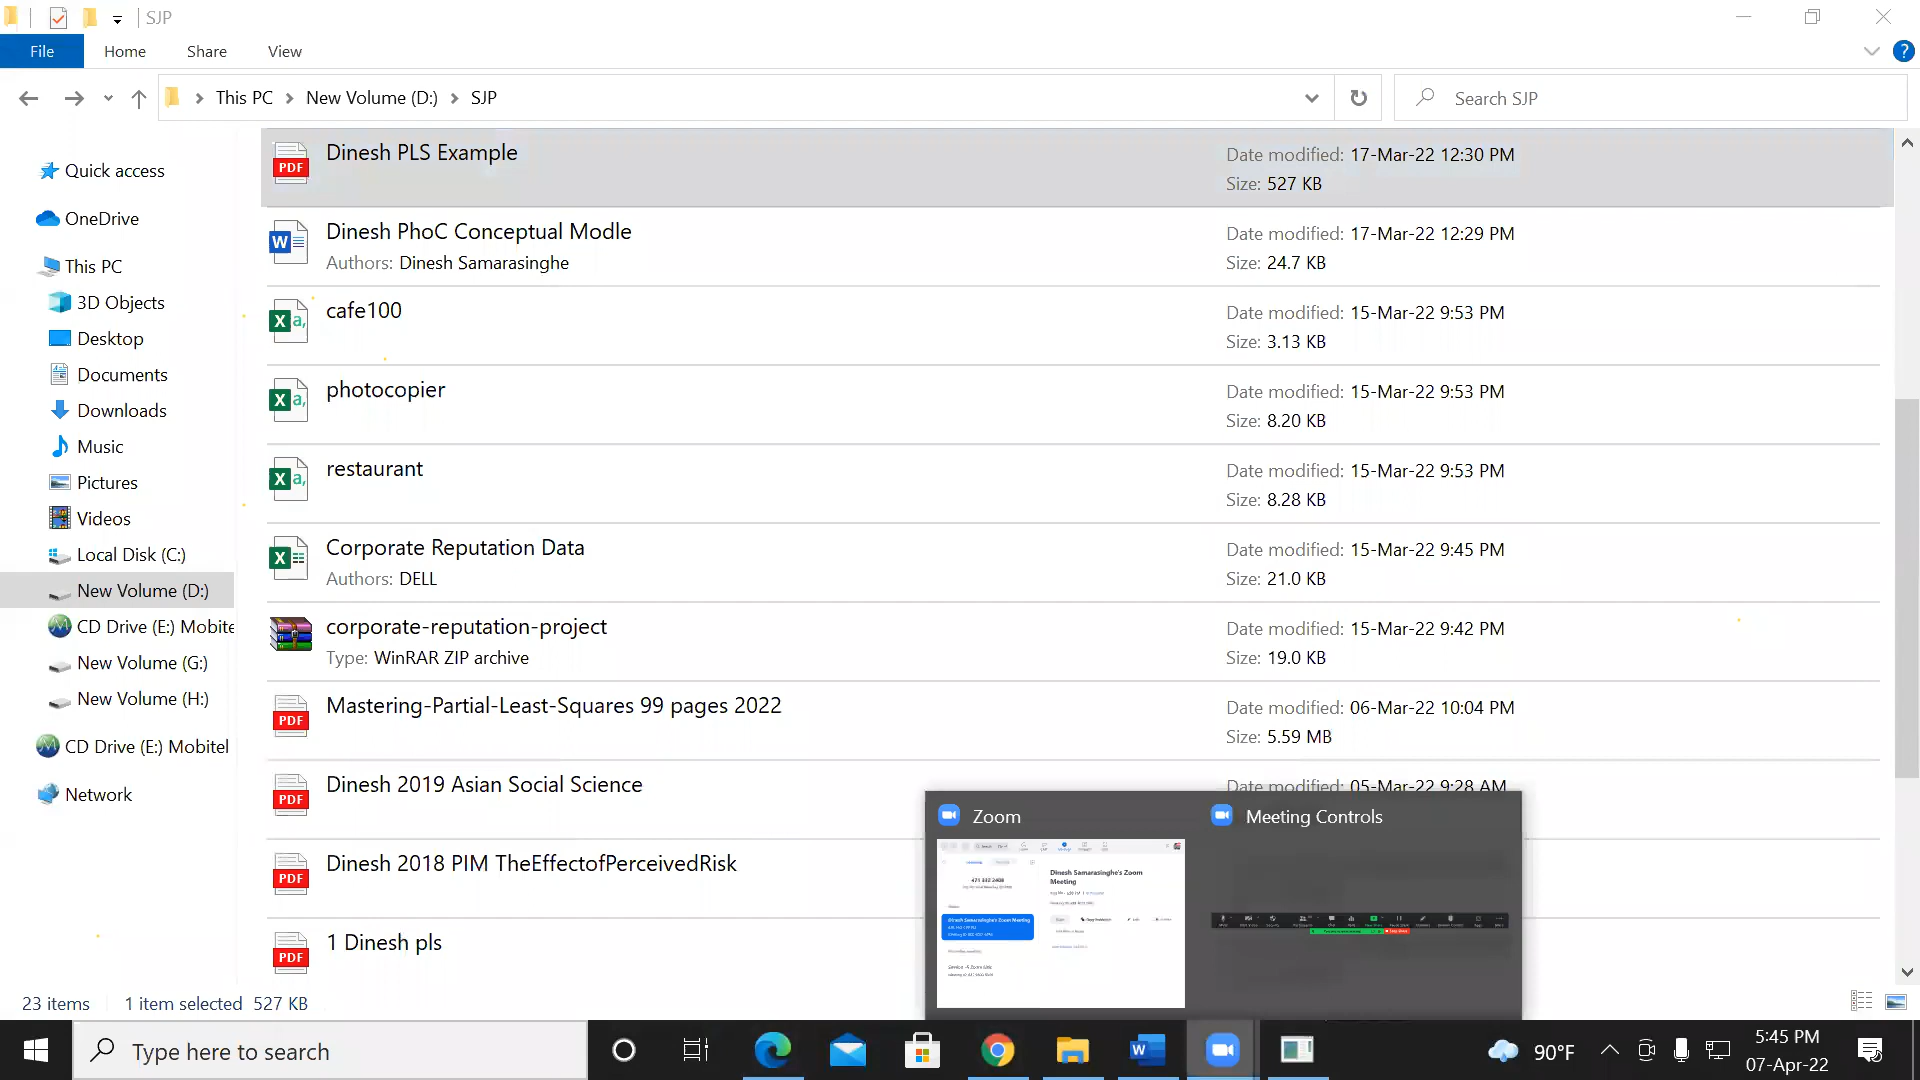 SJP
File
Home
Share
View
This PC
New Volume (D:)
SJP
Search SJP
Quick access
OneDrive
This PC
3D Objects
Desktop
Documents
Downloads
Music
Pictures
Videos
Local Disk (C:)
New Volume (D:)
CD Drive (E:) Mobite
New Volume (G:)
New Volume (H:)
CD Drive (E:) Mobitel
Network
PDF
Dinesh PLS Example
Date modified: 17-Mar-22 12:30 PM
Size: 527 KB
Dinesh PhoC Conceptual Modle
Authors: Dinesh Samarasinghe
Date modified: 17-Mar-22 12:29 PM
Size: 24.7 KB
cafe100
Date modified: 15-Mar-22 9:53 PM
Size: 3.13 KB
photocopier
Date modified: 15-Mar-22 9:53 PM
Size: 8.20 KB
restaurant
Date modified: 15-Mar-22 9:53 PM
Size: 8.28 KB
Corporate Reputation Data
Authors: DELL
Date modified: 15-Mar-22 9:45 PM
Size: 21.0 KB
corporate-reputation-project
Type: WinRAR ZIP archive
Date modified: 15-Mar-22 9:42 PM
Size: 19.0 KB
PDF
Mastering-Partial-Least-Squares 99 pages 2022
Date modified: 06-Mar-22 10:04 PM
Size: 5.59 MB
PDF
Dinesh 2019 Asian Social Science
Date modified: 05-Mar-22 9:28 AM
PDF
Dinesh 2018 PIM TheEffectofPerceivedRisk
PDF
1 Dinesh pls
Zoom
Meeting Controls
Dinesh Samarasinghe's Zoom
Meeting
23 items
1 item selected 527 KB
Type here to search
90°F
5:45 PM
07-Apr-22